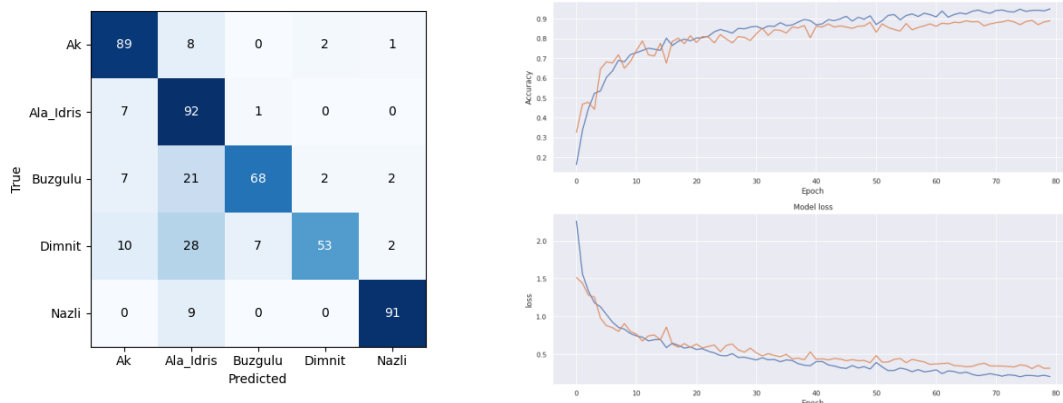 True
Ak 89 8 0 2 1
Ala_Idris 7 92 1 0 0
Buzgulu 7 21 68 2 2
Dimnit 10 28 7 53 2
Nazli 0 9 0 0 91
Ak Ala_Idris Buzgulu Dimnit Nazli
Predicted
Accuracy
0.9
0.8
0.7
0.6
0.5
0.4
0.3
0.2
0 10 20 30 40 50 60 70 80
Epoch
Model loss
loss
2.0
1.5
1.0
0.5
0 10 20 30 40 50 60 70 80
Epoch